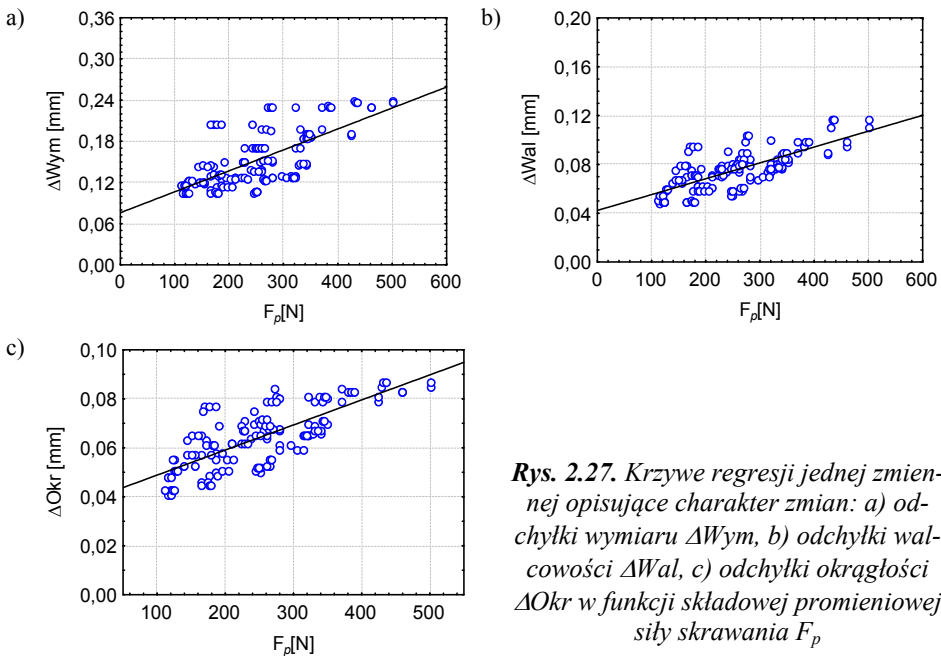 a)
0,36
0,30
0,24
0,18
0,12
0,06
0,00
ΔWym [mm]
0 100 200 300 400 500 600
Fp[N]
b)
0,20
0,16
0,12
0,08
0,04
0,00
ΔWal [mm]
0 100 200 300 400 500 600
Fp[N]
c)
0,10
0,08
0,06
0,04
0,02
0,00
ΔOkr [mm]
100 200 300 400 500
Fp[N]
Rys. 2.27. Krzywe regresji jednej zmien-
nej opisujące charakter zmian: a) od-
chyłki wymiaru ΔWym, b) odchyłki wal-
cowości ΔWal, c) odchyłki okrągłości
ΔOkr w funkcji składowej promieniowej
siły skrawania Fp